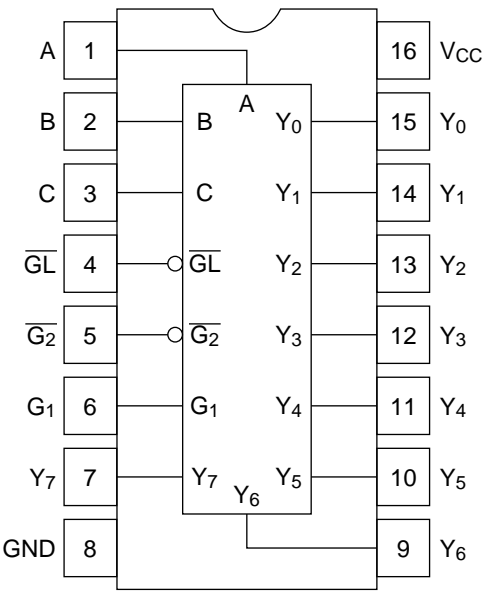 A 1 16 VCC
A
B 2 B Y0 15 Y0
C 3 C Y1 14 Y1
GL 4 GL Y2 13 Y2
G2 5 G2 Y3 12 Y3
G1 6 G1 Y4 11 Y4
Y7 7 Y7 Y5 10 Y5
Y6
GND 8 9 Y6